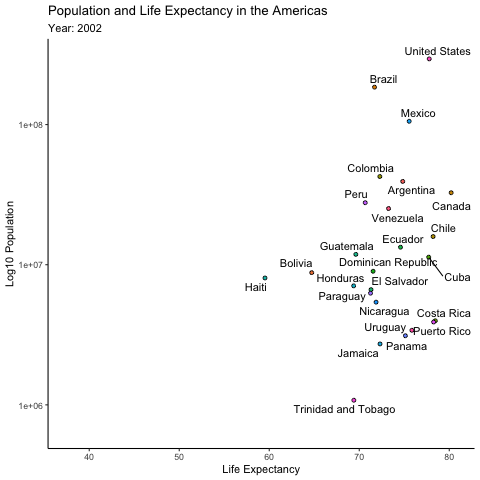 Population and Life Expectancy in the Americas
Year: 2002
United States
Brazil
Mexico
1e+08
Colombia
Argentina
Peru
Canada
Venezuela
Chile
Ecuador
Guatemala
Bolivia
Dominican Republic
1e+07
Honduras
El Salvador
Cuba
Haiti
Paraguay
Nicaragua
Costa Rica
Uruguay
Puerto Rico
Panama
Jamaica
1e+06
Trinidad and Tobago
Log10 Population
40 50 60 70 80
Life Expectancy